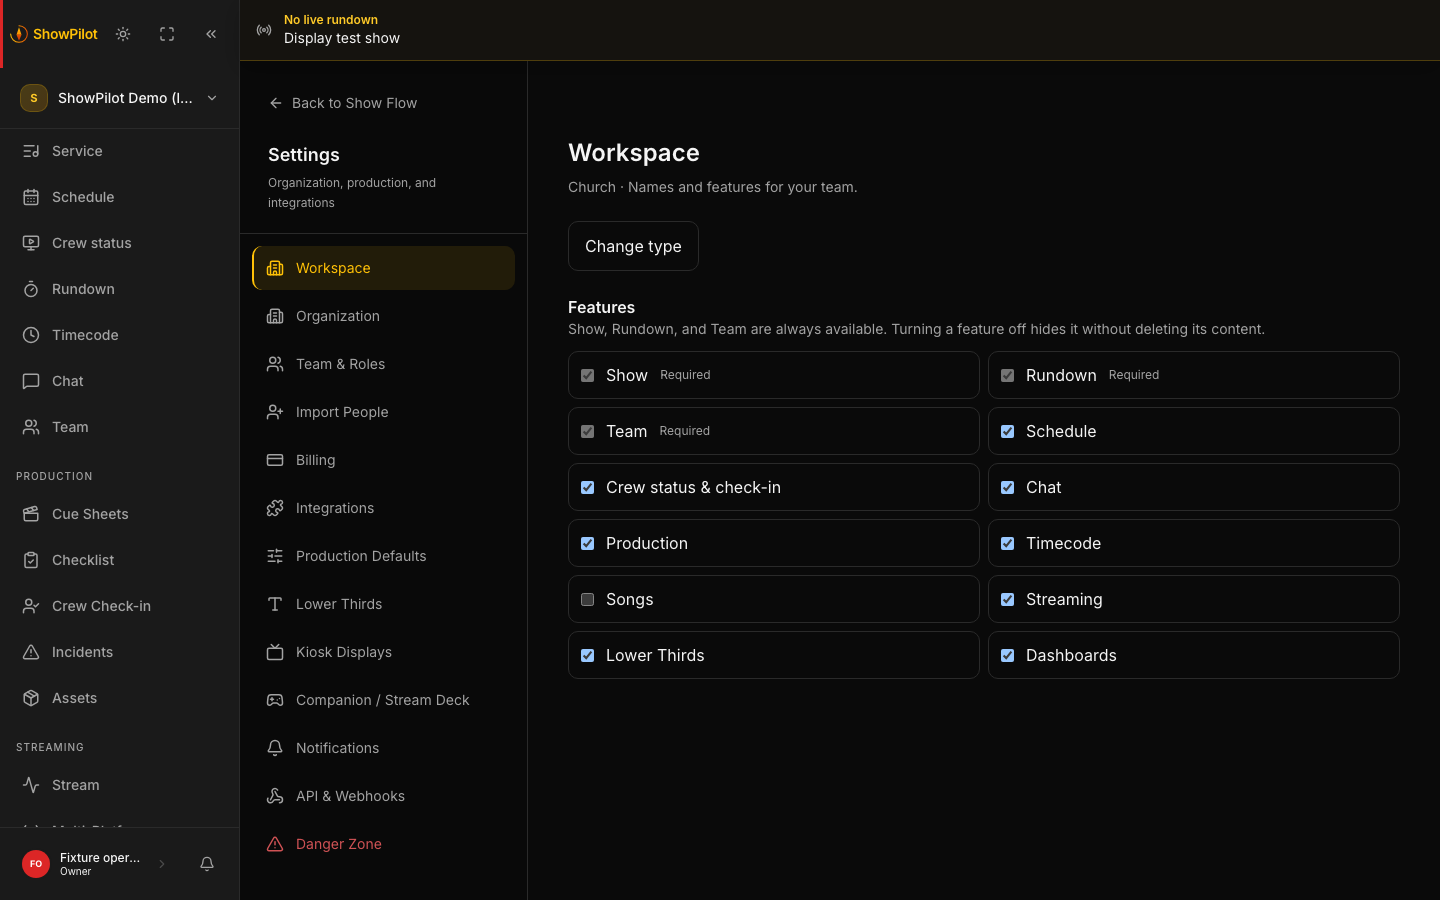 ShowPilot
S
ShowPilot Demo (I...
Service
Schedule
Crew status
Rundown
Timecode
Chat
Team
PRODUCTION
Cue Sheets
Checklist
Crew Check-in
Incidents
Assets
STREAMING
Stream
FO
Fixture oper...
Owner
No live rundown
Display test show
Back to Show Flow
Settings
Organization, production, and
integrations
Workspace
Organization
Team & Roles
Import People
Billing
Integrations
Production Defaults
Lower Thirds
Kiosk Displays
Companion / Stream Deck
Notifications
API & Webhooks
Danger Zone
Workspace
Church · Names and features for your team.
Change type
Features
Show, Rundown, and Team are always available. Turning a feature off hides it without deleting its content.
Show Required
Rundown Required
Team Required
Schedule
Crew status & check-in
Chat
Production
Timecode
Songs
Streaming
Lower Thirds
Dashboards